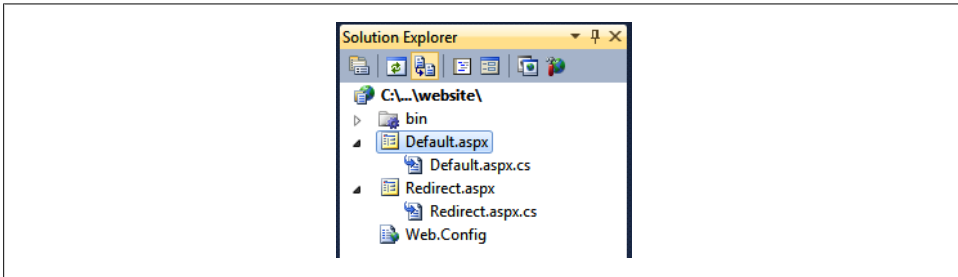 Solution Explorer
C:\...\website\
bin
Default.aspx
Default.aspx.cs
Redirect.aspx
Redirect.aspx.cs
Web.Config